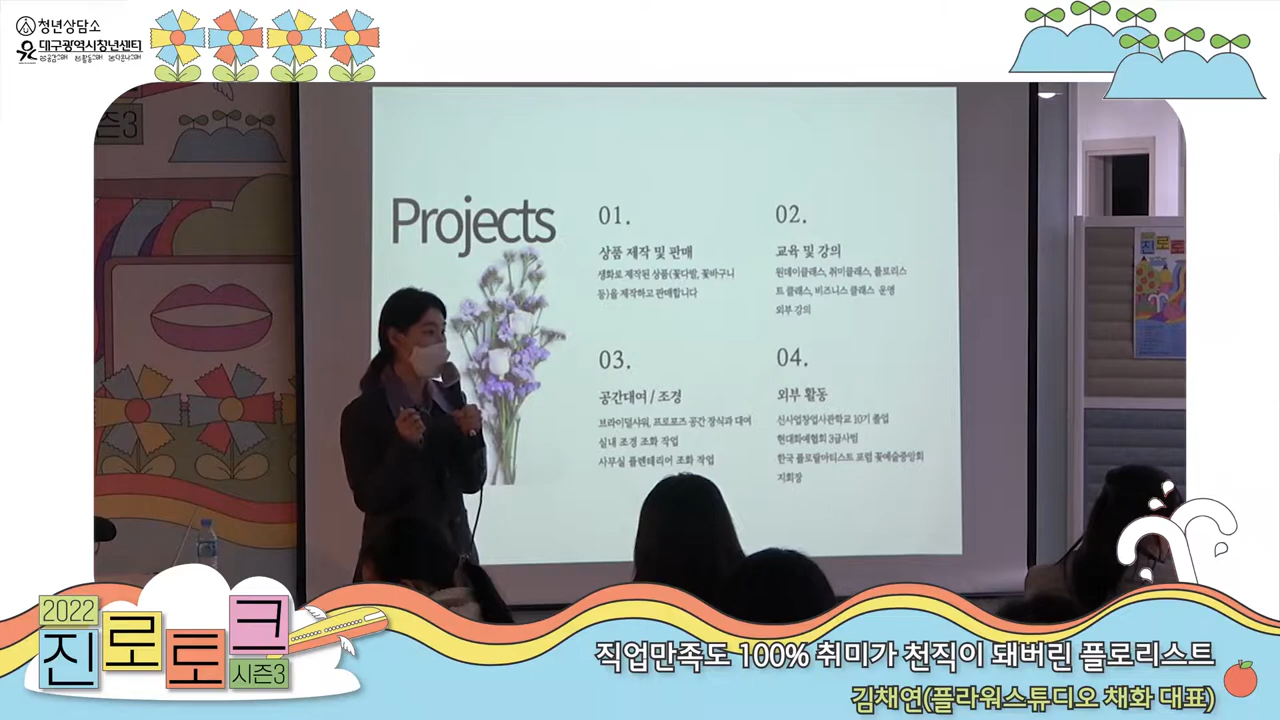 청년상담소
대구광역시청년센터
시즌3
Projects
01.
상품 제작 및 판매
생화로 제작된 상품(꽃다발, 꽃바구니
등)을 제작하고 판매합니다
02.
교육 및 강의
원데이클래스, 취미클래스, 플로리스
트 클래스, 비즈니스 클래스 운영
외부 강의
03.
공간대여 / 조경
브라이덜샤워, 프로포즈 공간 장식과 대여
실내 조경 조화 작업
사무실 플랜테리어 조화 작업
04.
외부 활동
신사업창업사관학교 10기 졸업
현대화예협회 3급사범
한국 플로랄아티스트 포럼 꽃예술중앙회
지회장
진로토
2022
진로토크
시즌3
직업만족도 100% 취미가 천직이 돼버린 플로리스트
김채연(플라워스튜디오 채화 대표)